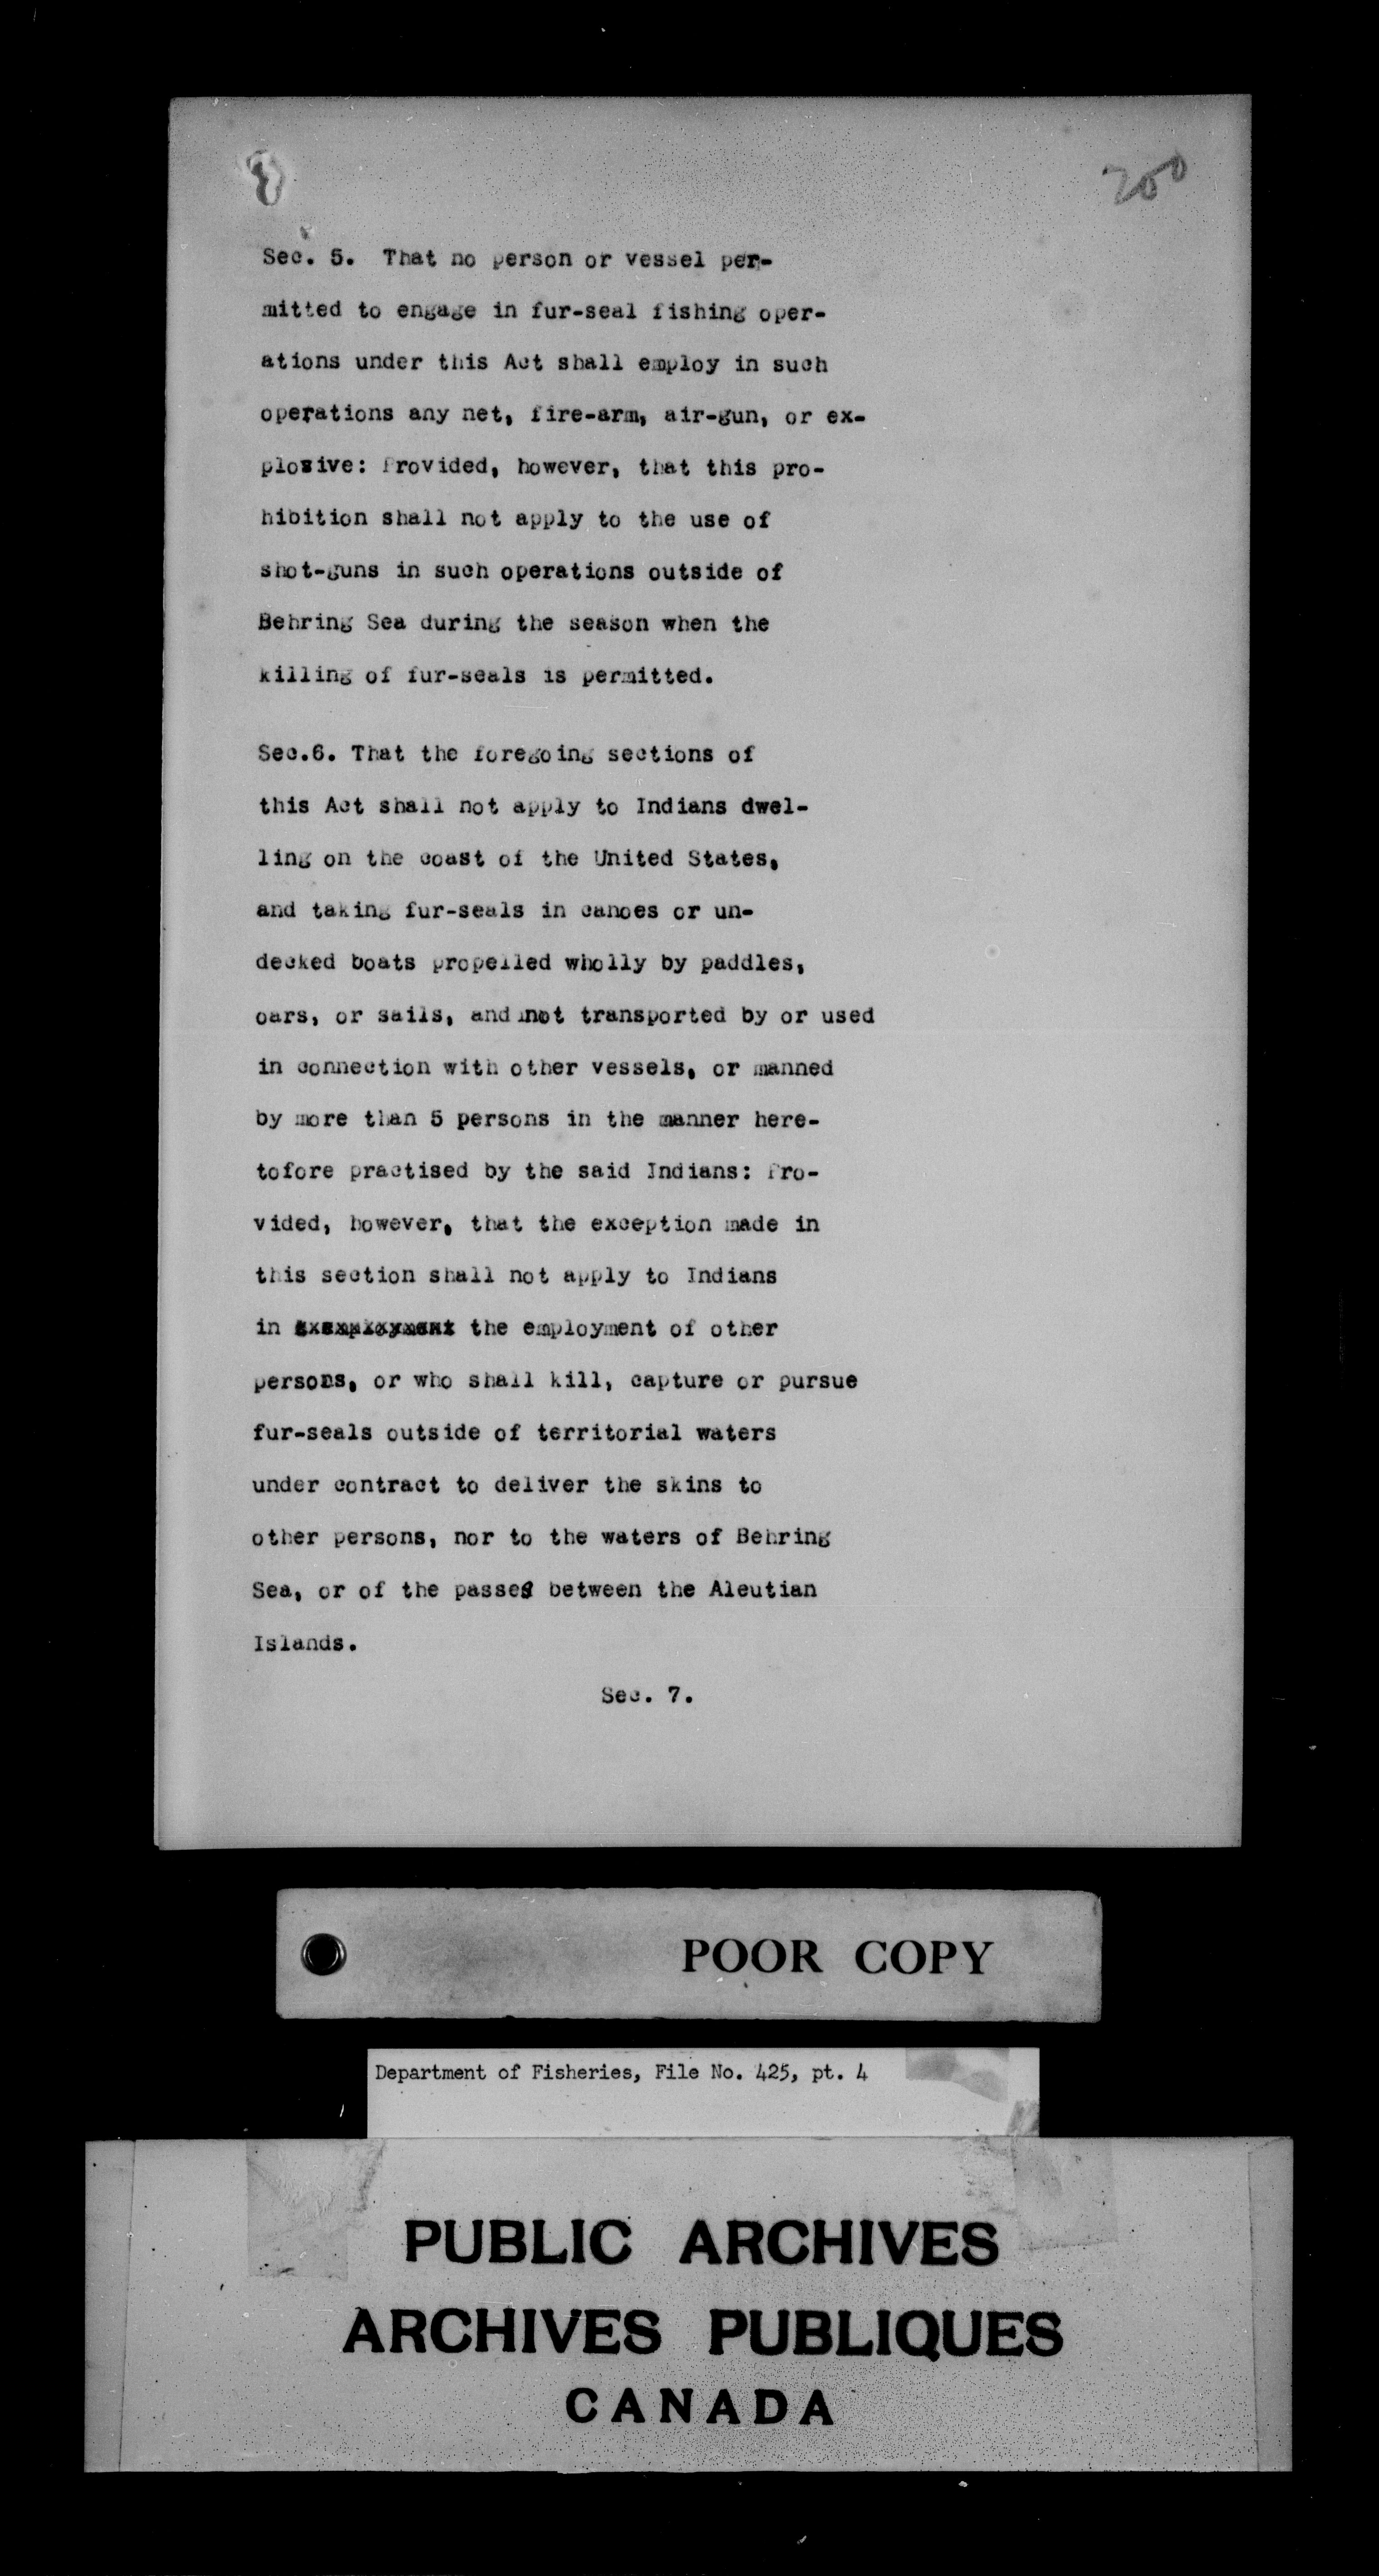 8
200
Sec. 5. That no person or vessel per-
mitted to engage in fur-seal fishing oper-
ations under this Act shall employ in such
operations any net, fire-arm, air-gun, or ex-
plosive: Provided, however, that this pro-
hibition shall not apply to the use of
shot-guns in such operations outside of
Behring Sea during the season when the
killing of fur-seals is permitted.
Sec.6. That the foregoing sections of
this Act shall not apply to Indians dwel-
ling on the coast of the United States,
and taking fur-seals in canoes or un-
decked boats propelled wholly by paddles,
oars, or sails, and not transported by or used
in connection with other vessels, or manned
by more than 5 persons in the manner here-
tofore practised by the said Indians: Pro-
vided, however, that the exception made in
this section shall not apply to Indians
in the employment of other
persons, or who shall kill, capture or pursue
fur-seals outside of territorial waters
under contract to deliver the skins to
other persons, nor to the waters of Behring
Sea, or of the passes between the Aleutian
Islands.
Sec. 7.
POOR COPY
Department of Fisheries, File No. 425, pt. 4
PUBLIC ARCHIVES
ARCHIVES PUBLIQUES
CANADA